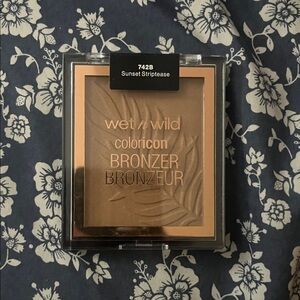 742B
Sunset Striptease
wet n wild
coloricon
BRONZER
BRONZEUR